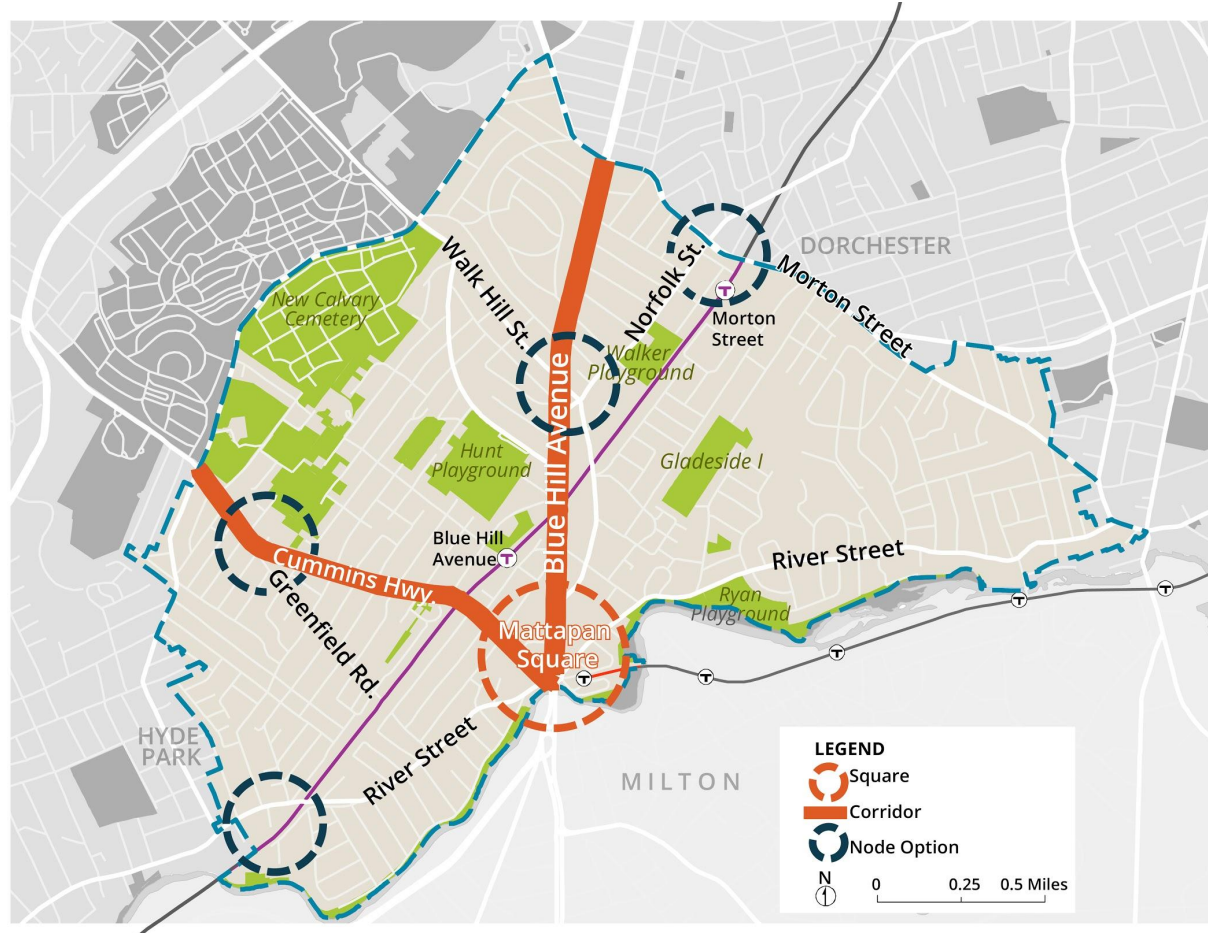 DORCHESTER
Walk Hill St.
Norfolk St.
Morton Street
New Calvary
Cemetery
T
Morton
Street
Walker
Playground
Blue Hill Avenue
Hunt
Playground
Gladeside I
Blue Hill
Avenue
T
Cummins Hwy.
River Street
Greenfield Rd.
Ryan
Playground
T
T
Mattapan
Square
T
T
T
HYDE
PARK
River Street
MILTON
LEGEND
Square
Corridor
Node Option
N
0 0.25 0.5 Miles